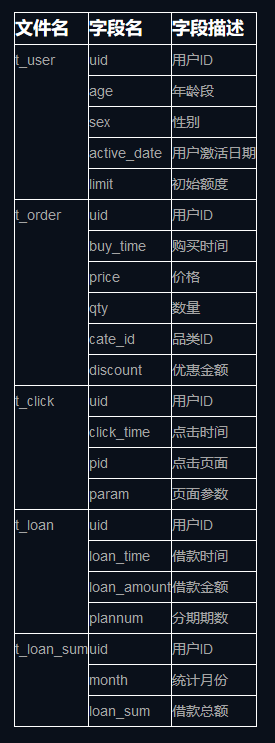 文件名 字段名 字段描述
t_user uid 用户ID
age 年龄段
sex 性别
active_date 用户激活日期
limit 初始额度
t_order uid 用户ID
buy_time 购买时间
price 价格
qty 数量
cate_id 品类ID
discount 优惠金额
t_click uid 用户ID
click_time 点击时间
pid 点击页面
param 页面参数
t_loan uid 用户ID
loan_time 借款时间
loan_amount 借款金额
plannum 分期期数
t_loan_sum uid 用户ID
month 统计月份
loan_sum 借款总额